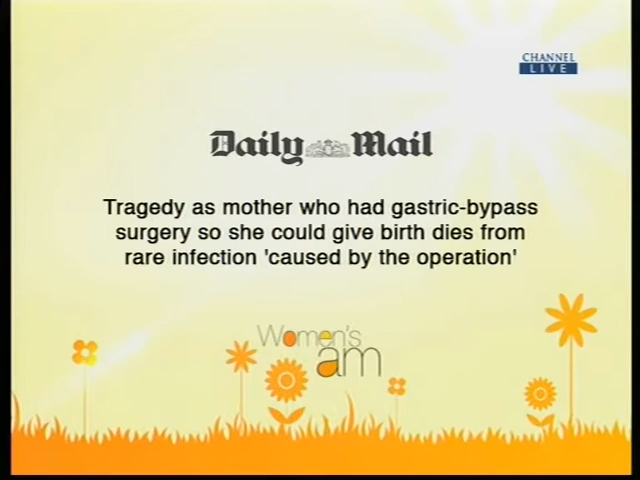 CHANNEL
LIVE
Daily Mail
Tragedy as mother who had gastric-bypass
surgery so she could give birth dies from
rare infection 'caused by the operation'
Women's
am